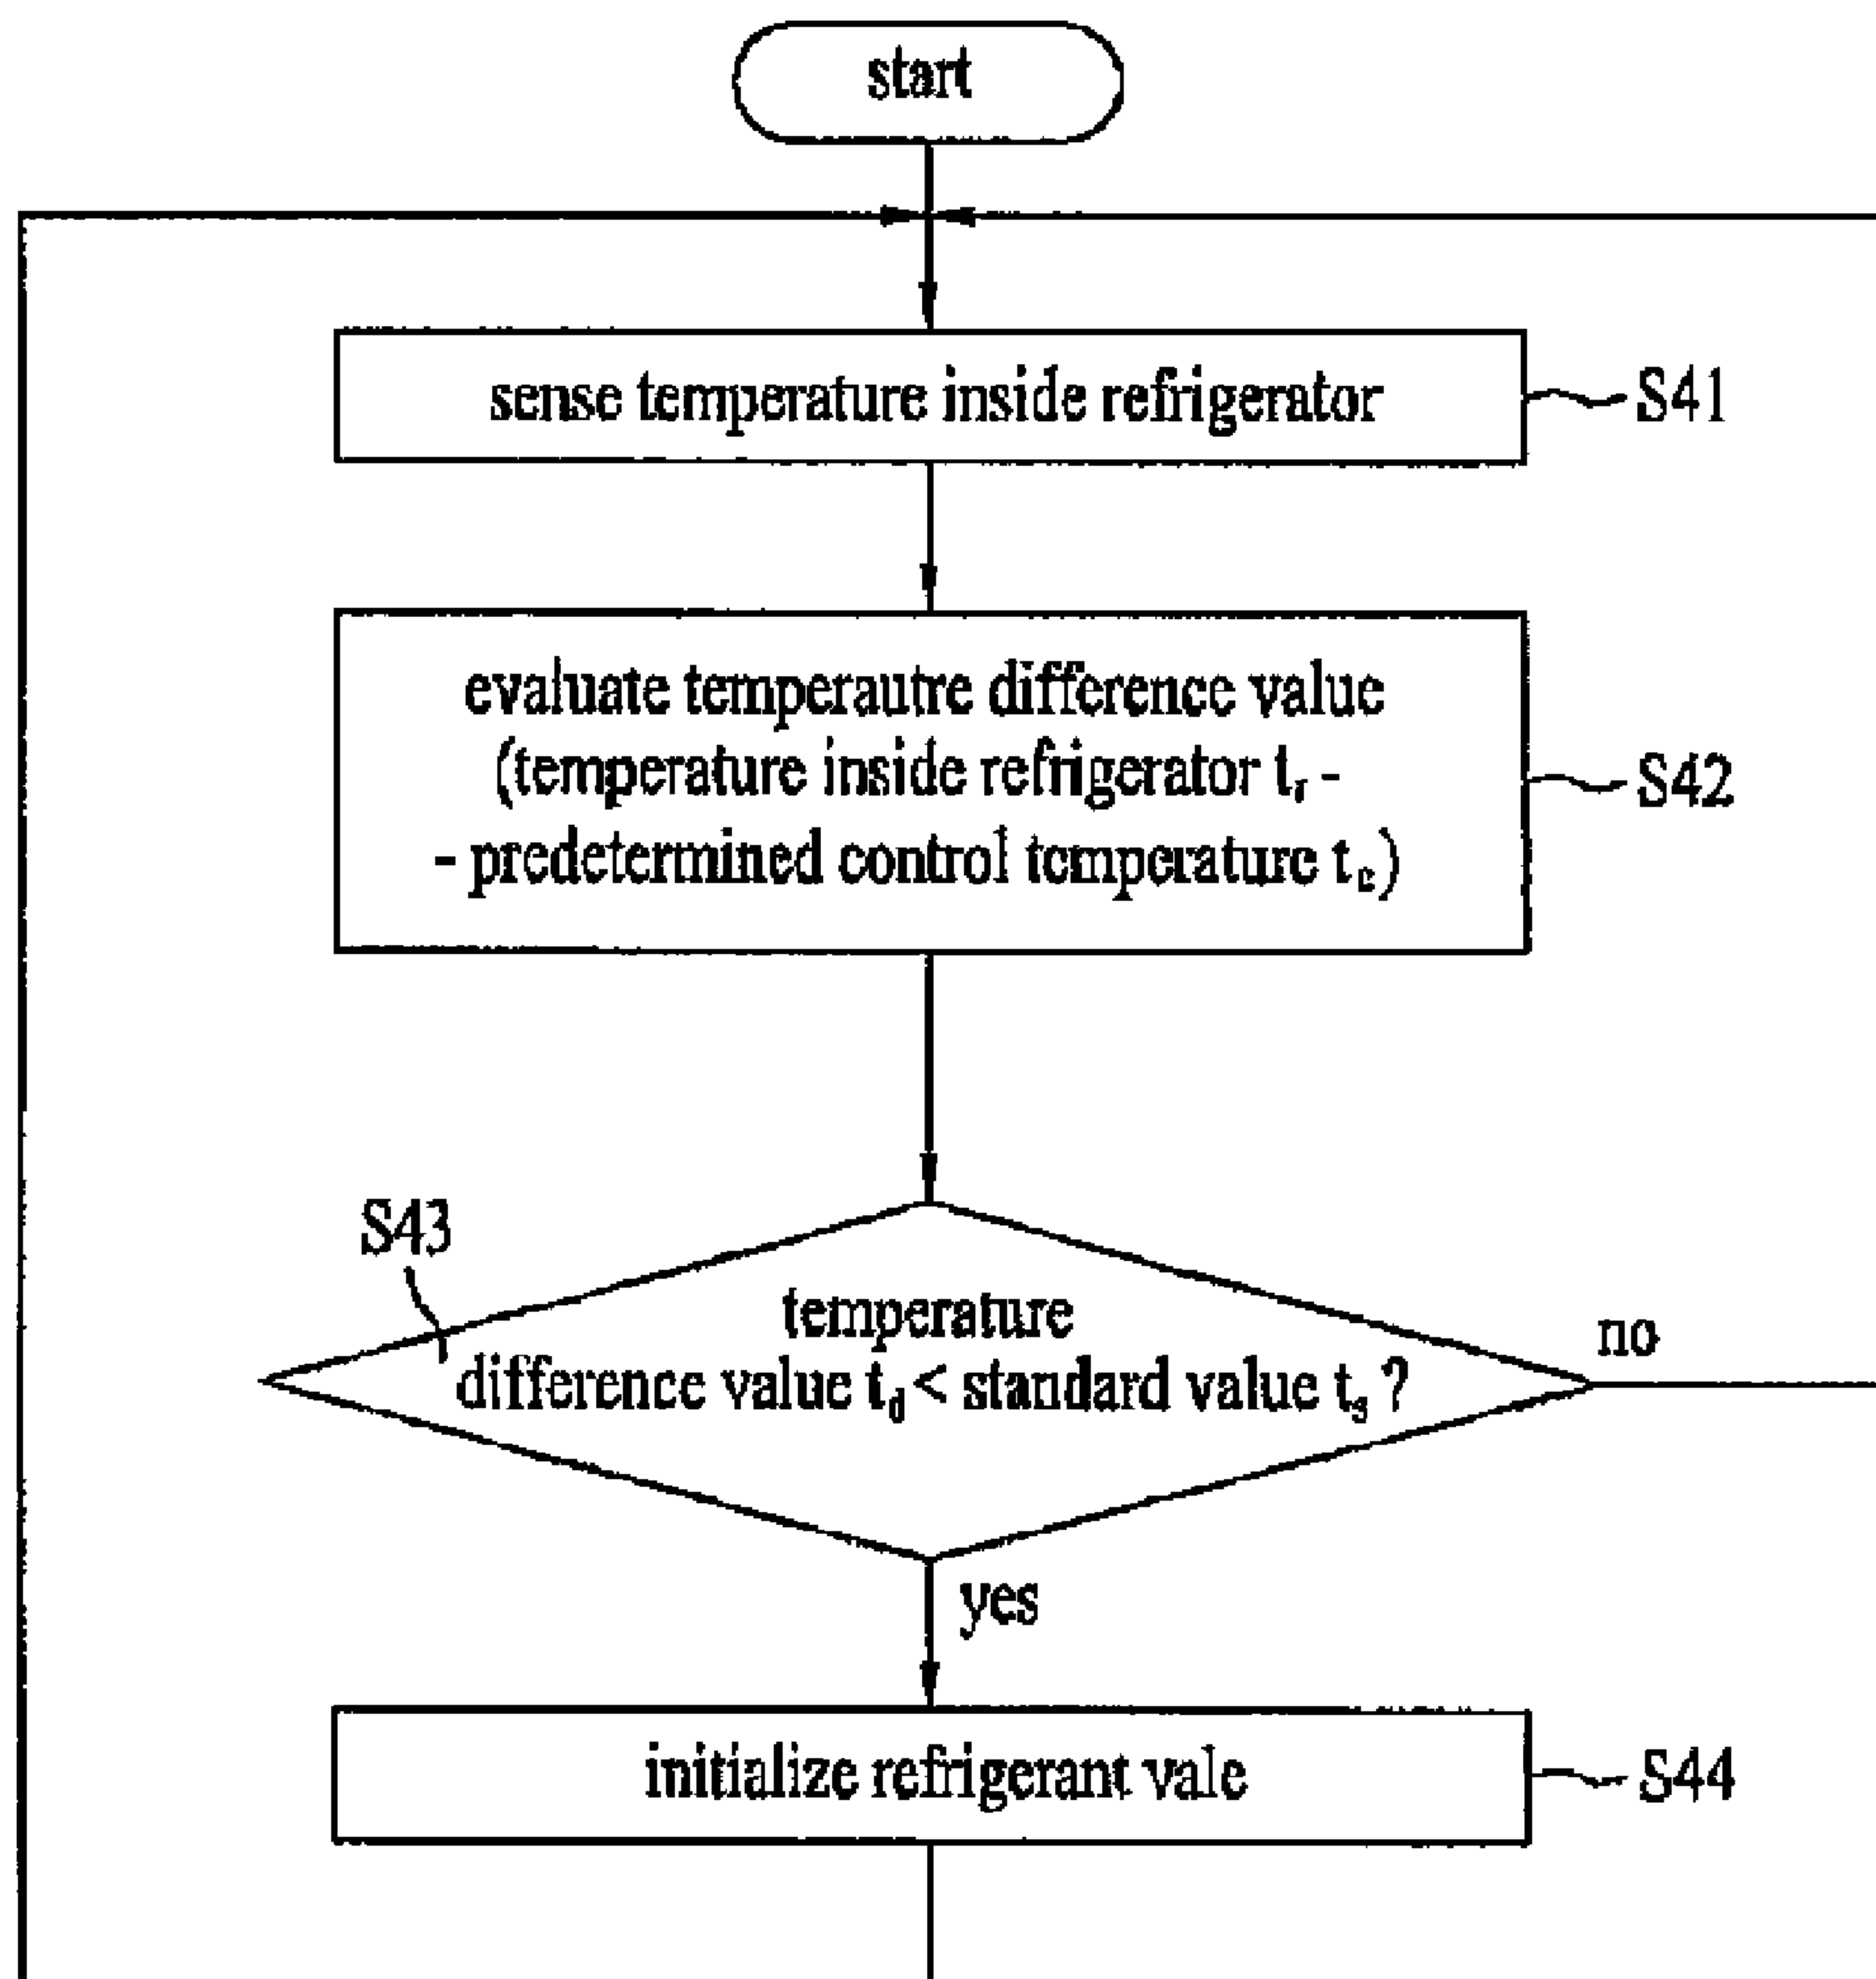 start
sense temperature inside refrigerator
S41
evaluate temperautre difference value
(temperature inside refrigerator tr -
- predetermined control temperature tc)
S42
S43
temperature
difference value td < standard value ts ?
no
yes
initialize refrigerant vale
S44